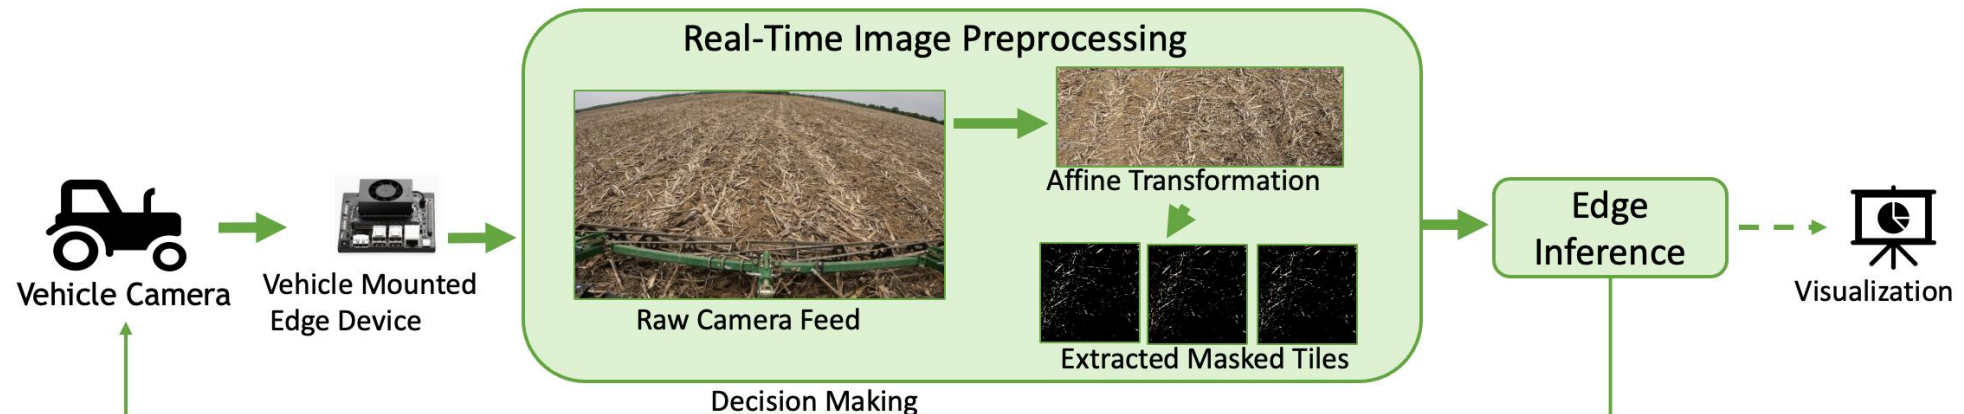 Real-Time Image Preprocessing
Vehicle Camera
Vehicle Mounted
Edge Device
Raw Camera Feed
Affine Transformation
Extracted Masked Tiles
Edge
Inference
Visualization
Decision Making